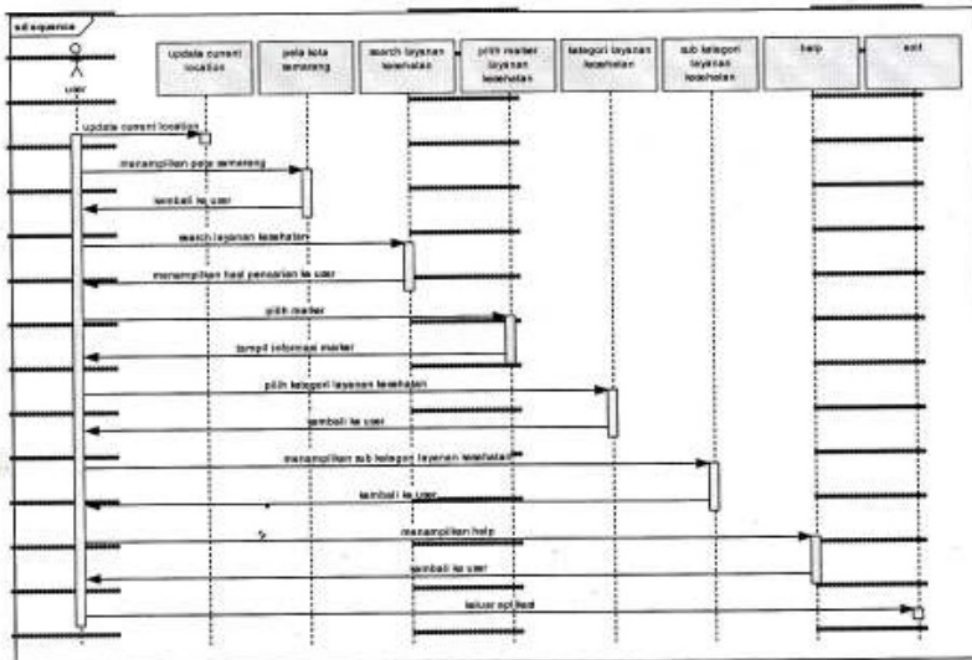 sd sequence
user
update current
location
peta kota
semarang
search layanan
kesehatan
pilih marker
layanan
kesehatan
kategori layanan
kesehatan
sub kategori
layanan
kesehatan
help
exit
update current location
menampilkan peta semarang
kembali ke user
search layanan kesehatan
menampilkan hasil pencarian ke user
pilih marker
tampil informasi marker
pilih kategori layanan kesehatan
kembali ke user
menampilkan sub kategori layanan kesehatan
kembali ke user
menampilkan help
kembali ke user
keluar aplikasi